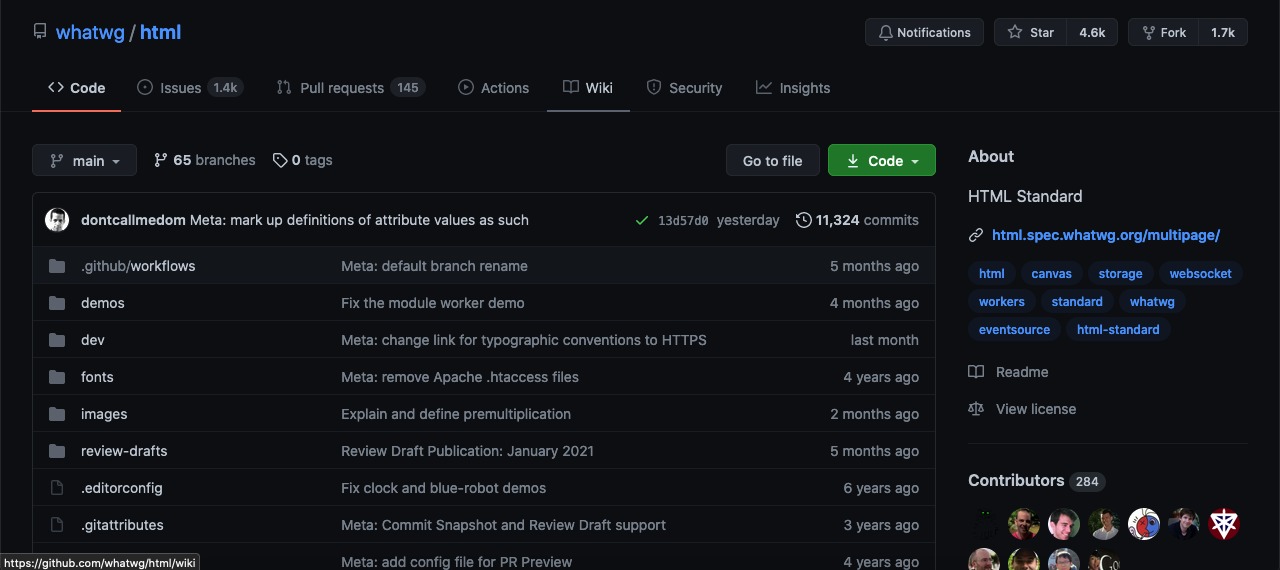 whatwg / html
Notifications
Star 4.6k
Fork 1.7k
Code
Issues 1.4k
Pull requests 145
Actions
Wiki
Security
Insights
main
65 branches
0 tags
Go to file
Code
dontcallmedom Meta: mark up definitions of attribute values as such 13d57d0 yesterday 11,324 commits
.github/workflows Meta: default branch rename 5 months ago
demos Fix the module worker demo 4 months ago
dev Meta: change link for typographic conventions to HTTPS last month
fonts Meta: remove Apache .htaccess files 4 years ago
images Explain and define premultiplication 2 months ago
review-drafts Review Draft Publication: January 2021 5 months ago
.editorconfig Fix clock and blue-robot demos 6 years ago
.gitattributes Meta: Commit Snapshot and Review Draft support 3 years ago
Meta: add config file for PR Preview 4 years ago
https://github.com/whatwg/html/wiki
About
HTML Standard
html.spec.whatwg.org/multipage/
html canvas storage websocket
workers standard whatwg
eventsource html-standard
Readme
View license
Contributors 284